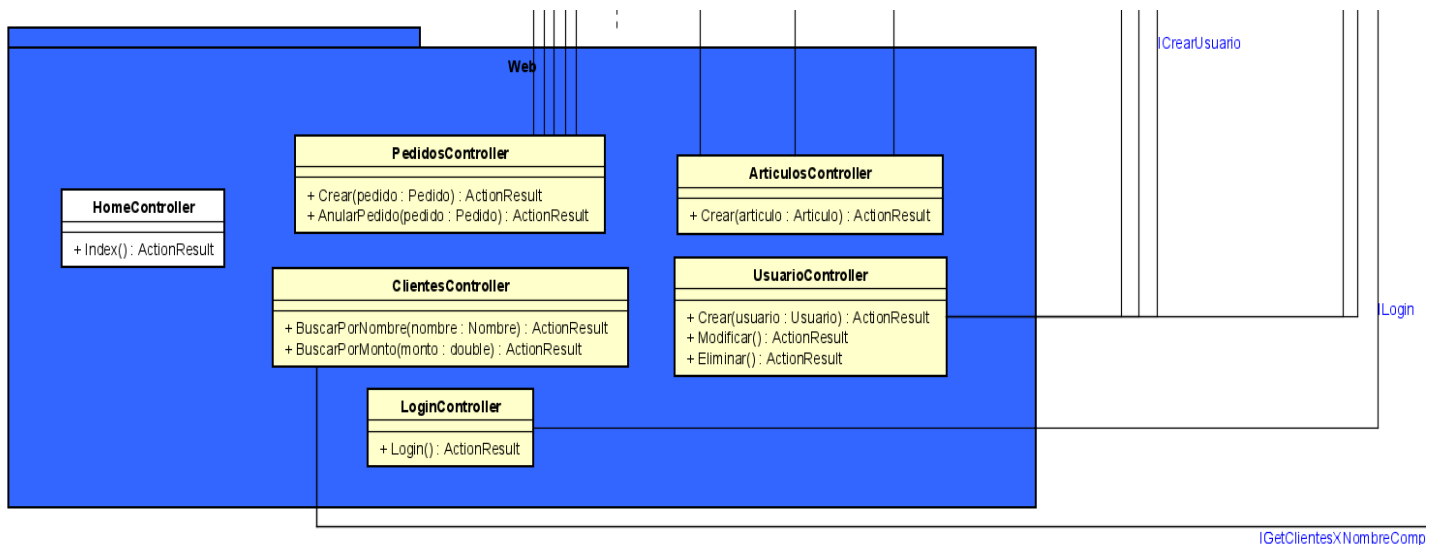 ICrearUsuario
Web
PedidosController
+ Crear(pedido : Pedido) : ActionResult
+ AnularPedido(pedido : Pedido) : ActionResult
ArticulosController
+ Crear(articulo : Articulo) : ActionResult
HomeController
+ Index() : ActionResult
ClientesController
+ BuscarPorNombre(nombre : Nombre) : ActionResult
+ BuscarPorMonto(monto : double) : ActionResult
UsuarioController
+ Crear(usuario : Usuario) : ActionResult
+ Modificar() : ActionResult
+ Eliminar() : ActionResult
ILogin
LoginController
+ Login() : ActionResult
IGetClientesXNombreComp